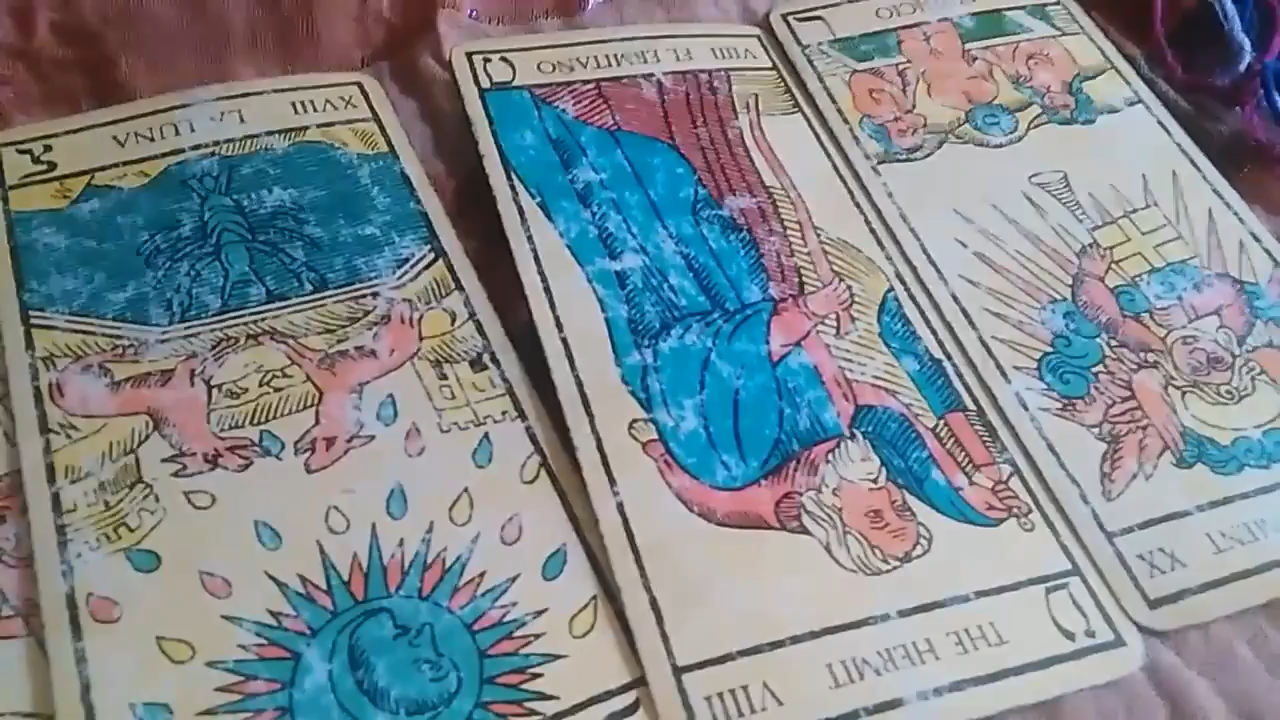 XVIII LA LUNA
VIIII EL ERMITAÑO
THE HERMIT
VIIII
XX